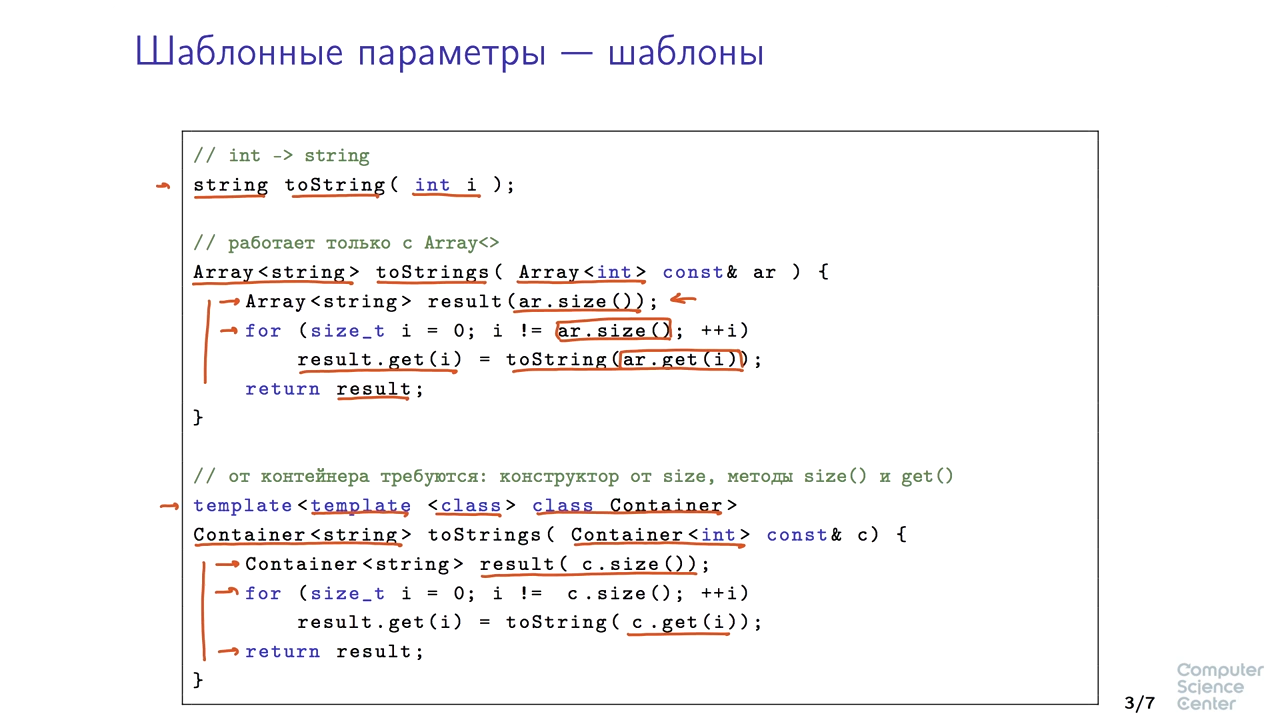 Шаблонные параметры — шаблоны
// int -> string
string toString( int i );
// работает только с Array<>
Array<string> toStrings( Array<int> const& ar ) {
Array<string> result(ar.size());
for (size_t i = 0; i != ar.size(); ++i)
result.get(i) = toString(ar.get(i));
return result;
}
// от контейнера требуются: конструктор от size, методы size() и get()
template<template <class> class Container>
Container<string> toStrings( Container<int> const& c) {
Container<string> result( c.size());
for (size_t i = 0; i != c.size(); ++i)
result.get(i) = toString( c.get(i));
return result;
}
Computer
Science
Center
3/7